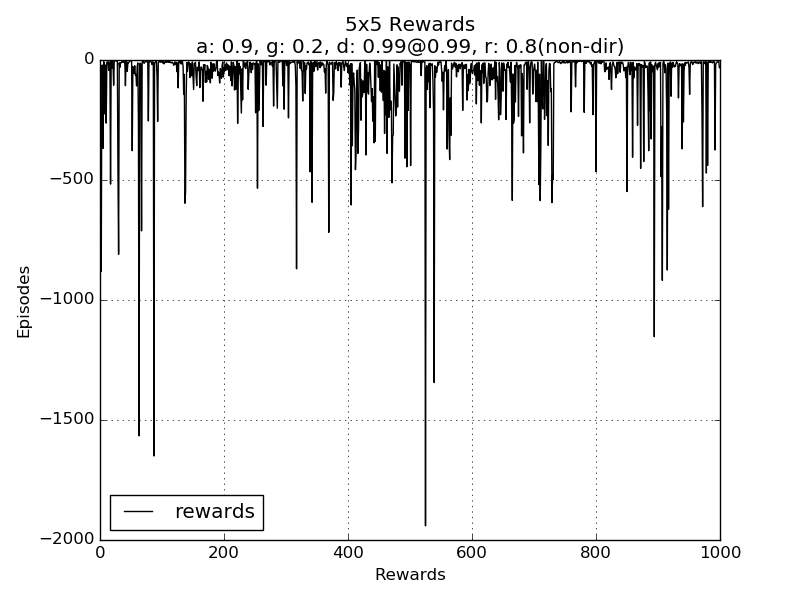 5x5 Rewards
a: 0.9, g: 0.2, d: 0.99@0.99, r: 0.8(non-dir)
0
−500
−1000
−1500
−2000
Episodes
rewards
0 200 400 600 800 1000
Rewards